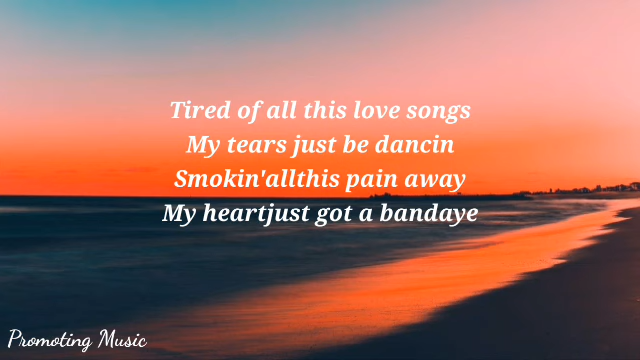 Tired of all this love songs
My tears just be dancin
Smokin'allthis pain away
My heartjust got a bandaye
Promoting Music